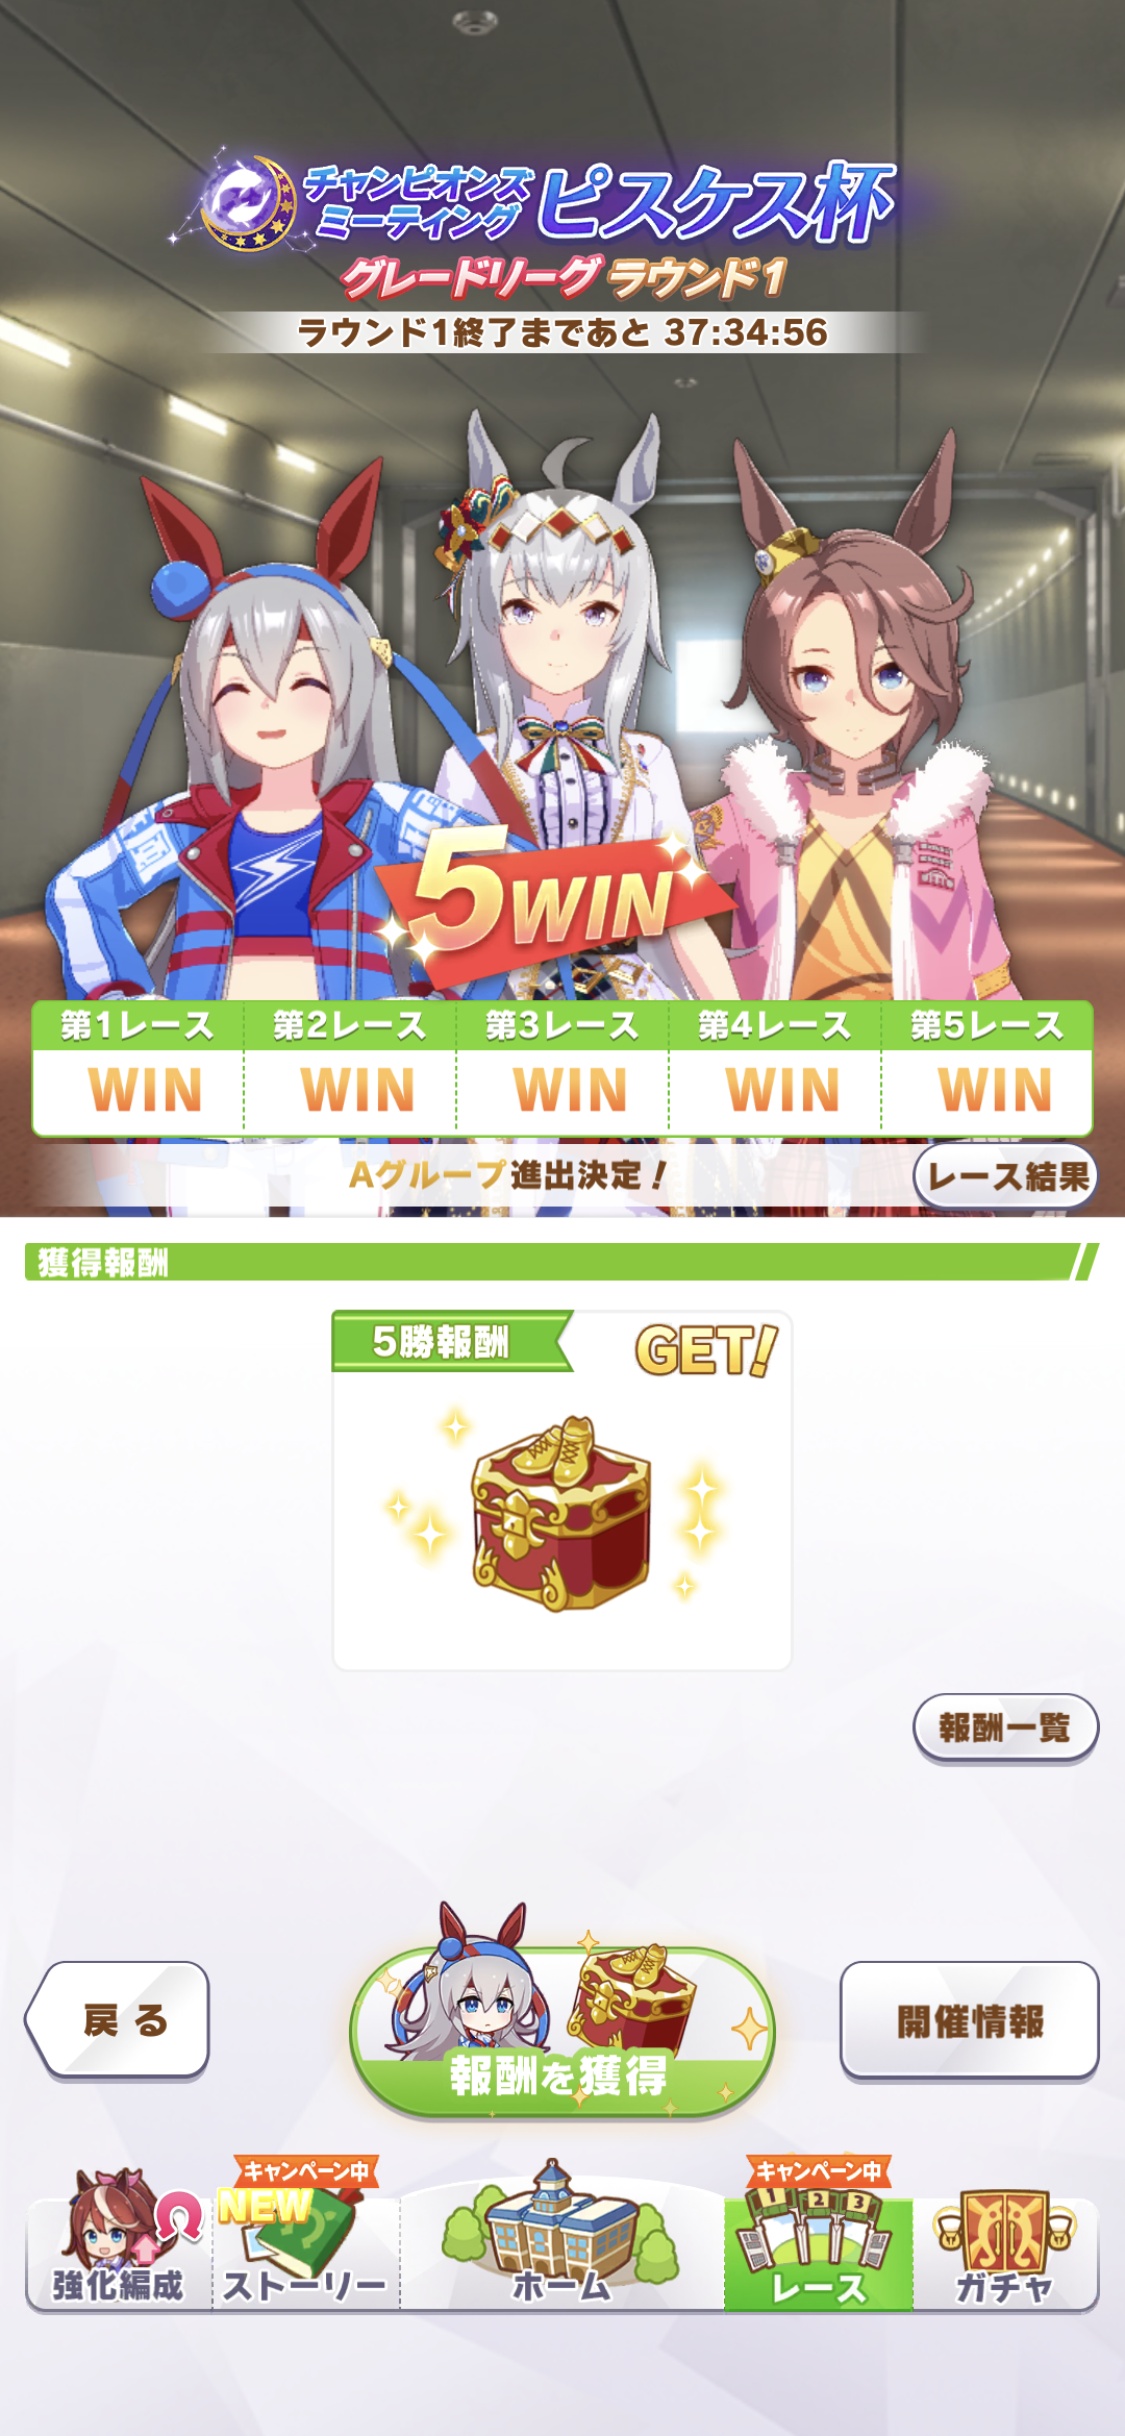 チャンピオンズ
ミーティング
ピスケス杯
グレードリーグ ラウンド1
ラウンド1終了まであと 37:34:56
5WIN
第1レース 第2レース 第3レース 第4レース 第5レース
WIN WIN WIN WIN WIN
Aグループ進出決定！
レース結果
獲得報酬
5勝報酬
GET!
報酬一覧
戻る
報酬を獲得
開催情報
キャンペーン中
キャンペーン中
NEW
1 2 3
強化編成
ストーリー
ホーム
レース
ガチャ